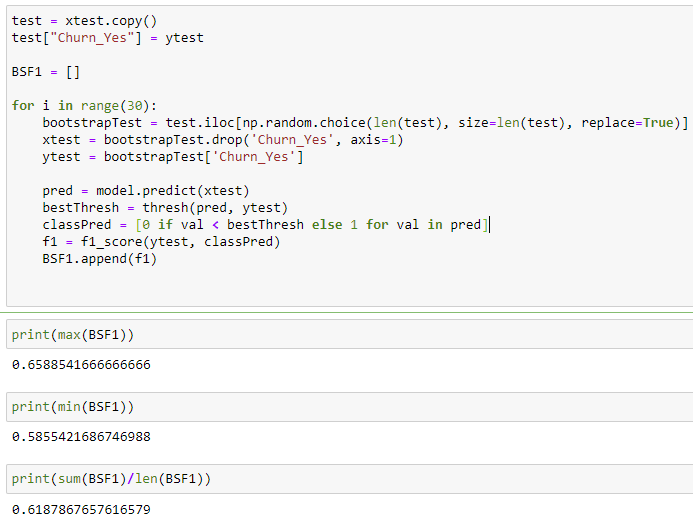 test = xtest.copy()
test["Churn_Yes"] = ytest
BSF1 = []
for i in range(30):
    bootstrapTest = test.iloc[np.random.choice(len(test), size=len(test), replace=True)]
    xtest = bootstrapTest.drop('Churn_Yes', axis=1)
    ytest = bootstrapTest['Churn_Yes']
    pred = model.predict(xtest)
    bestThresh = thresh(pred, ytest)
    classPred = [0 if val < bestThresh else 1 for val in pred]
    f1 = f1_score(ytest, classPred)
    BSF1.append(f1)
print(max(BSF1))
0.6588541666666666
print(min(BSF1))
0.5855421686746988
print(sum(BSF1)/len(BSF1))
0.6187867657616579